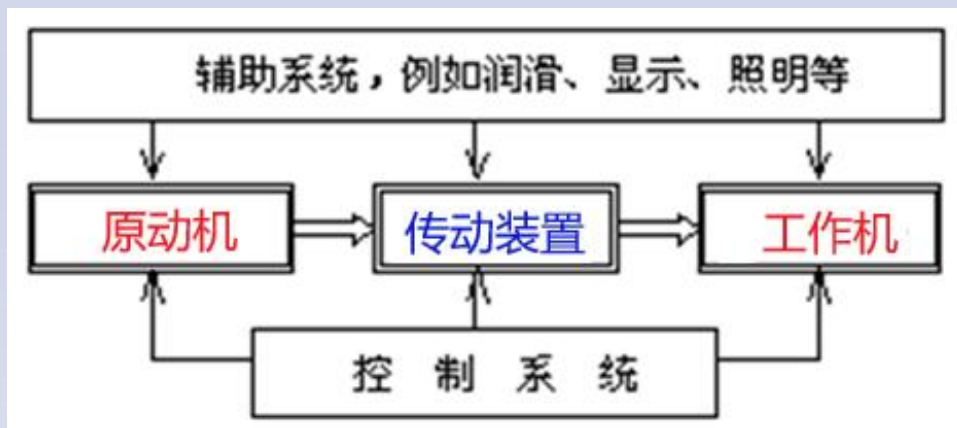 辅助系统，例如润滑、显示、照明等
原动机
传动装置
工作机
控制系统